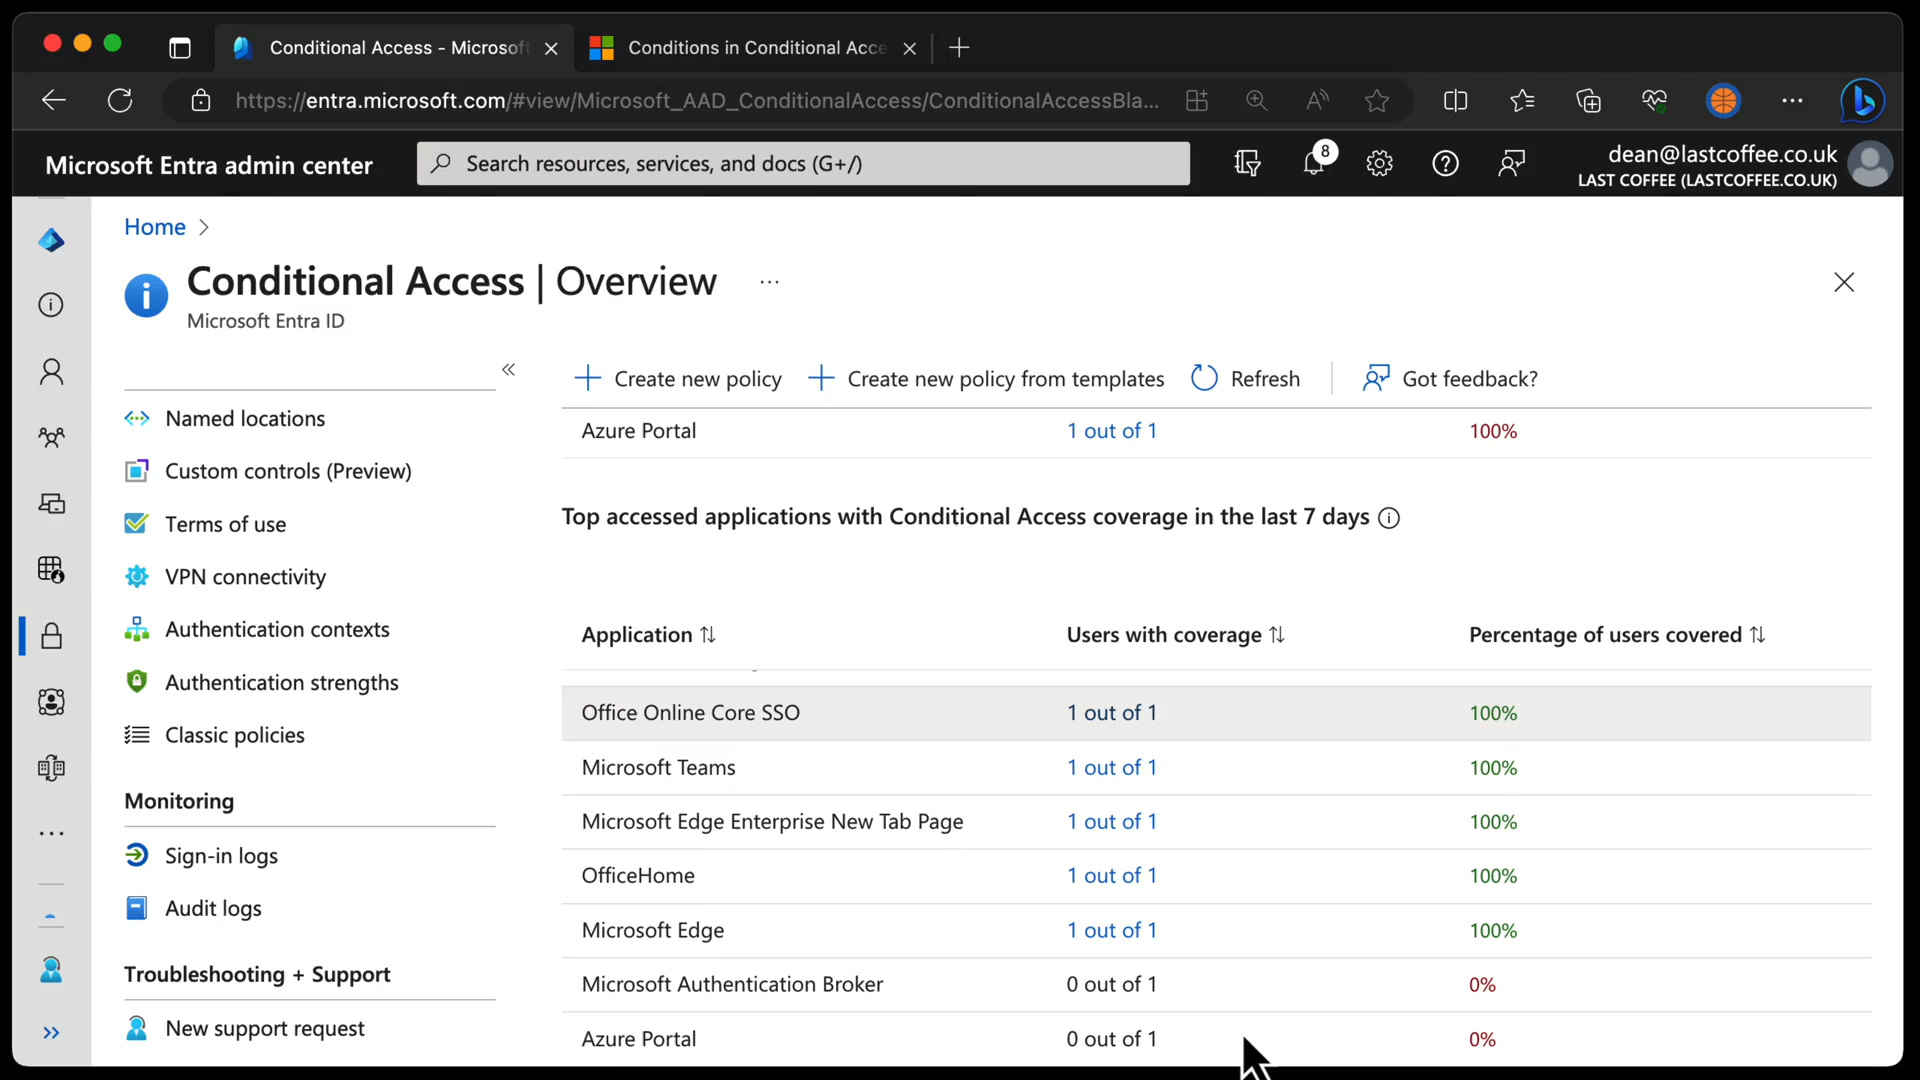 Conditional Access - Microsoft
Conditions in Conditional Acce
https://entra.microsoft.com/#view/Microsoft_AAD_ConditionalAccess/ConditionalAccessBla...
Microsoft Entra admin center
Search resources, services, and docs (G+/)
8
dean@lastcoffee.co.uk
LAST COFFEE (LASTCOFFEE.CO.UK)
Home
Conditional Access | Overview
...
Microsoft Entra ID
Create new policy
Create new policy from templates
Refresh
Got feedback?
Named locations
Custom controls (Preview)
Terms of use
VPN connectivity
Authentication contexts
Authentication strengths
Classic policies
Monitoring
Sign-in logs
Audit logs
Troubleshooting + Support
New support request
Azure Portal 1 out of 1 100%
Top accessed applications with Conditional Access coverage in the last 7 days
Application Users with coverage Percentage of users covered
Office Online Core SSO 1 out of 1 100%
Microsoft Teams 1 out of 1 100%
Microsoft Edge Enterprise New Tab Page 1 out of 1 100%
OfficeHome 1 out of 1 100%
Microsoft Edge 1 out of 1 100%
Microsoft Authentication Broker 0 out of 1 0%
Azure Portal 0 out of 1 0%